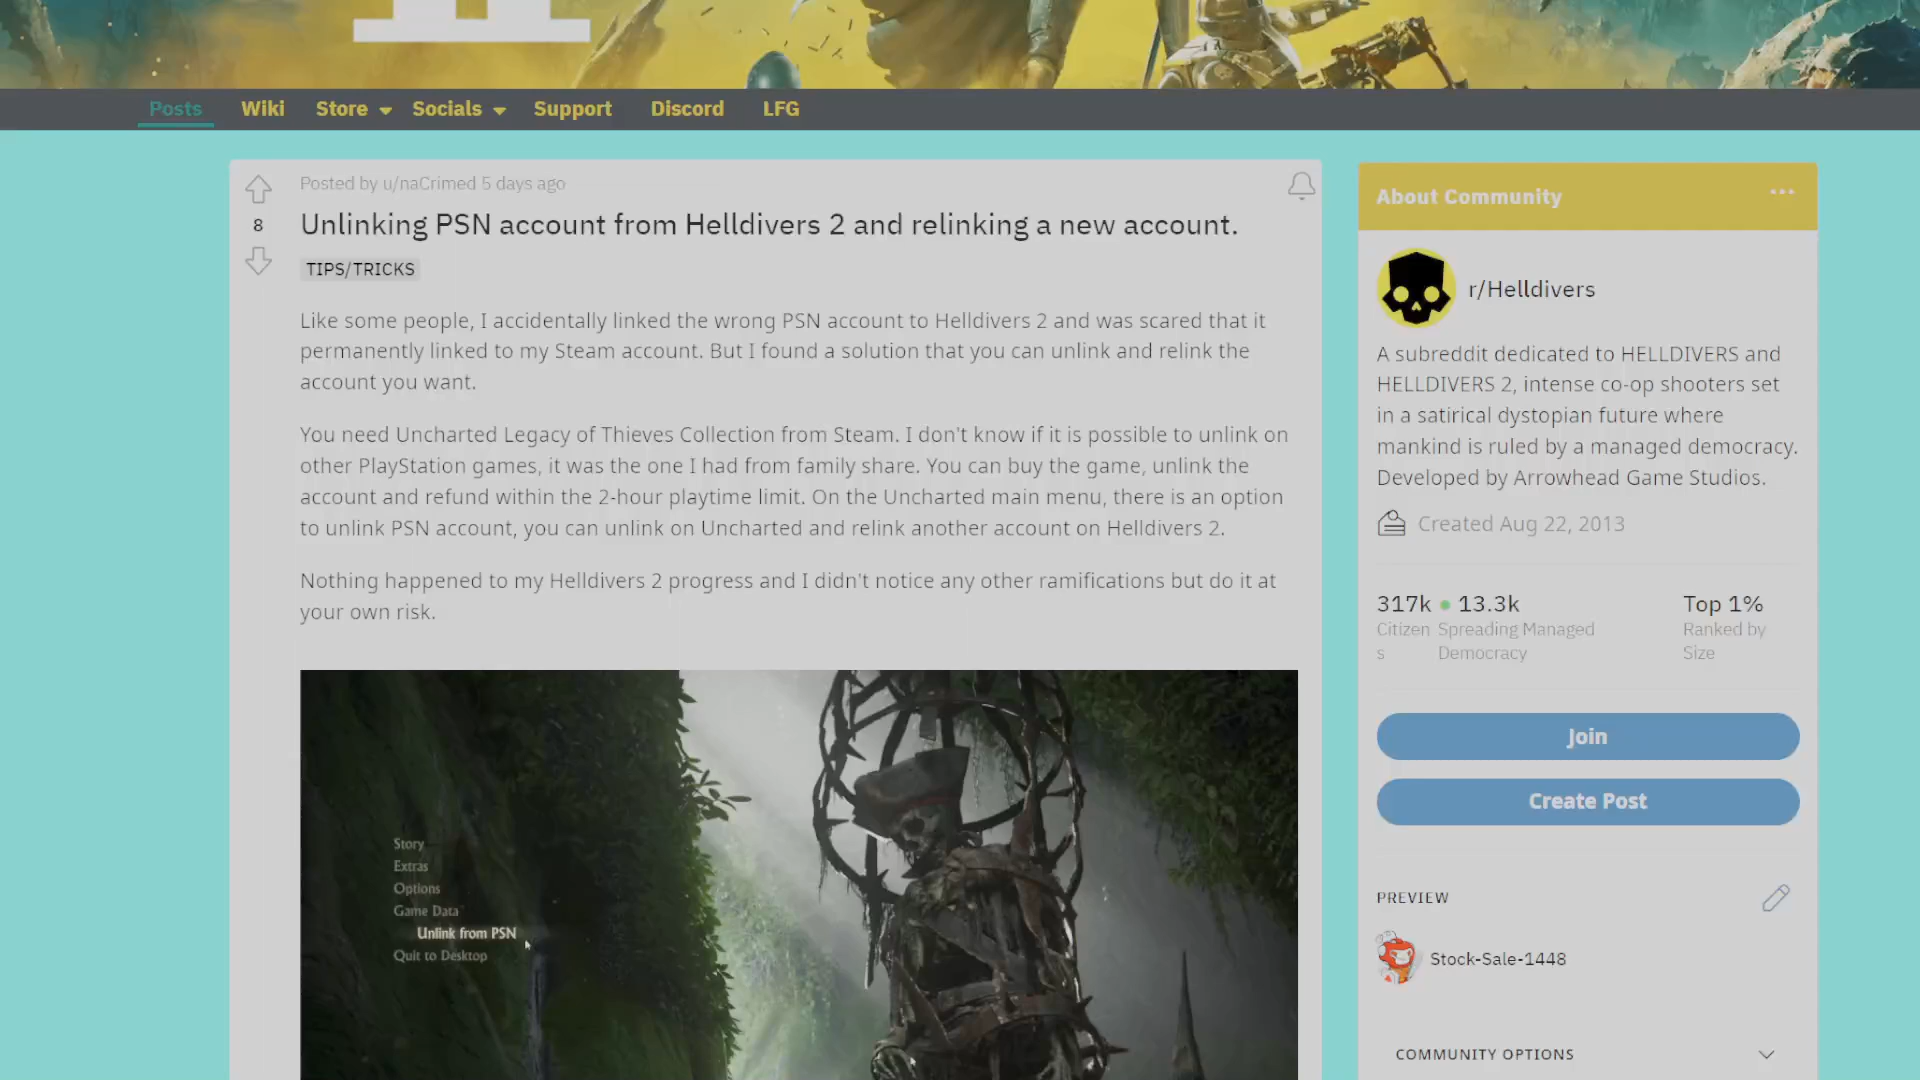 Posts Wiki Store Socials Support Discord LFG
Posted by u/naCrimed 5 days ago
8
Unlinking PSN account from Helldivers 2 and relinking a new account.
TIPS/TRICKS
Like some people, I accidentally linked the wrong PSN account to Helldivers 2 and was scared that it
permanently linked to my Steam account. But I found a solution that you can unlink and relink the
account you want.
You need Uncharted Legacy of Thieves Collection from Steam. I don't know if it is possible to unlink on
other PlayStation games, it was the one I had from family share. You can buy the game, unlink the
account and refund within the 2-hour playtime limit. On the Uncharted main menu, there is an option
to unlink PSN account, you can unlink on Uncharted and relink another account on Helldivers 2.
Nothing happened to my Helldivers 2 progress and I didn't notice any other ramifications but do it at
your own risk.
Story
Extras
Options
Game Data
Unlink from PSN
Quit to Desktop
About Community
r/Helldivers
A subreddit dedicated to HELLDIVERS and
HELLDIVERS 2, intense co-op shooters set
in a satirical dystopian future where
mankind is ruled by a managed democracy.
Developed by Arrowhead Game Studios.
Created Aug 22, 2013
317k 13.3k Top 1%
Citizen Spreading Managed Ranked by
s Democracy Size
Join
Create Post
PREVIEW
Stock-Sale-1448
COMMUNITY OPTIONS